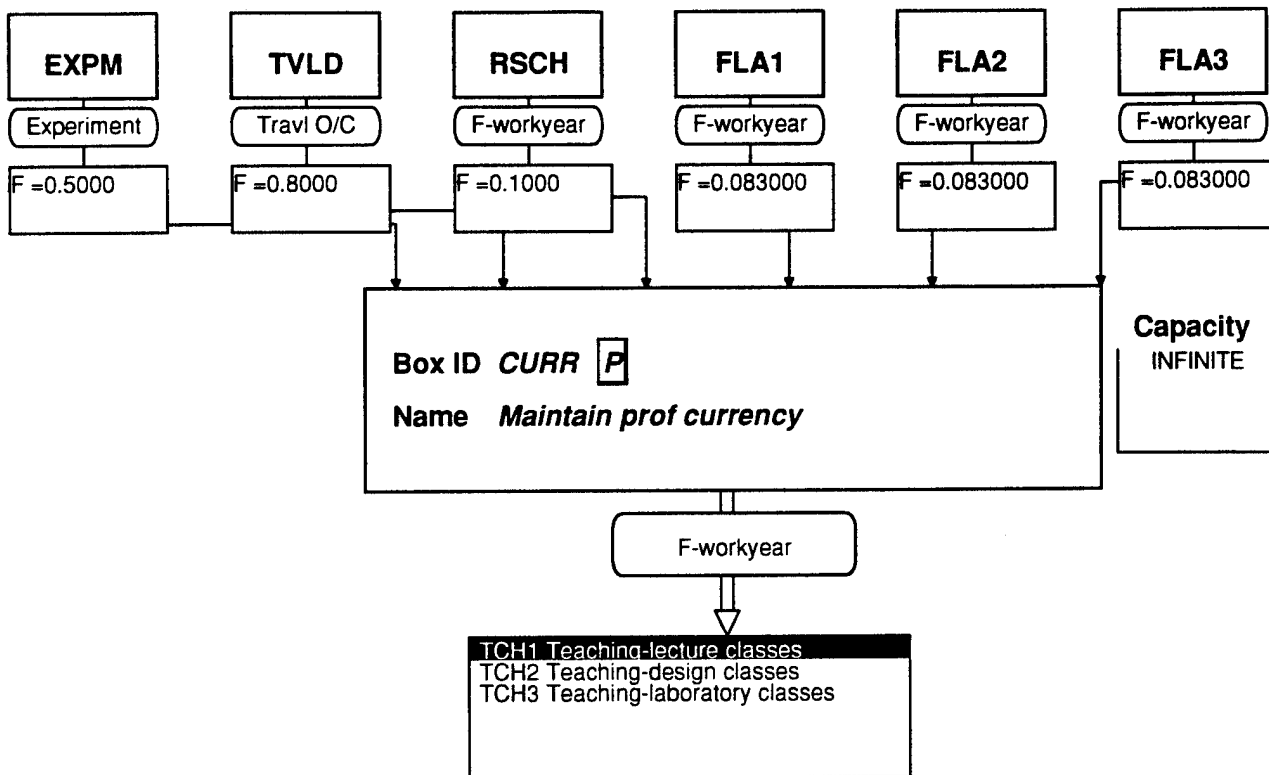 EXPM TVLD RSCH FLA1 FLA2 FLA3
Experiment Travl O/C F-workyear F-workyear F-workyear F-workyear
F =0.5000 F =0.8000 F =0.1000 F =0.083000 F =0.083000 F =0.083000
Capacity
INFINITE
Box ID CURR P
Name Maintain prof currency
F-workyear
TCH1 Teaching-lecture classes
TCH2 Teaching-design classes
TCH3 Teaching-laboratory classes